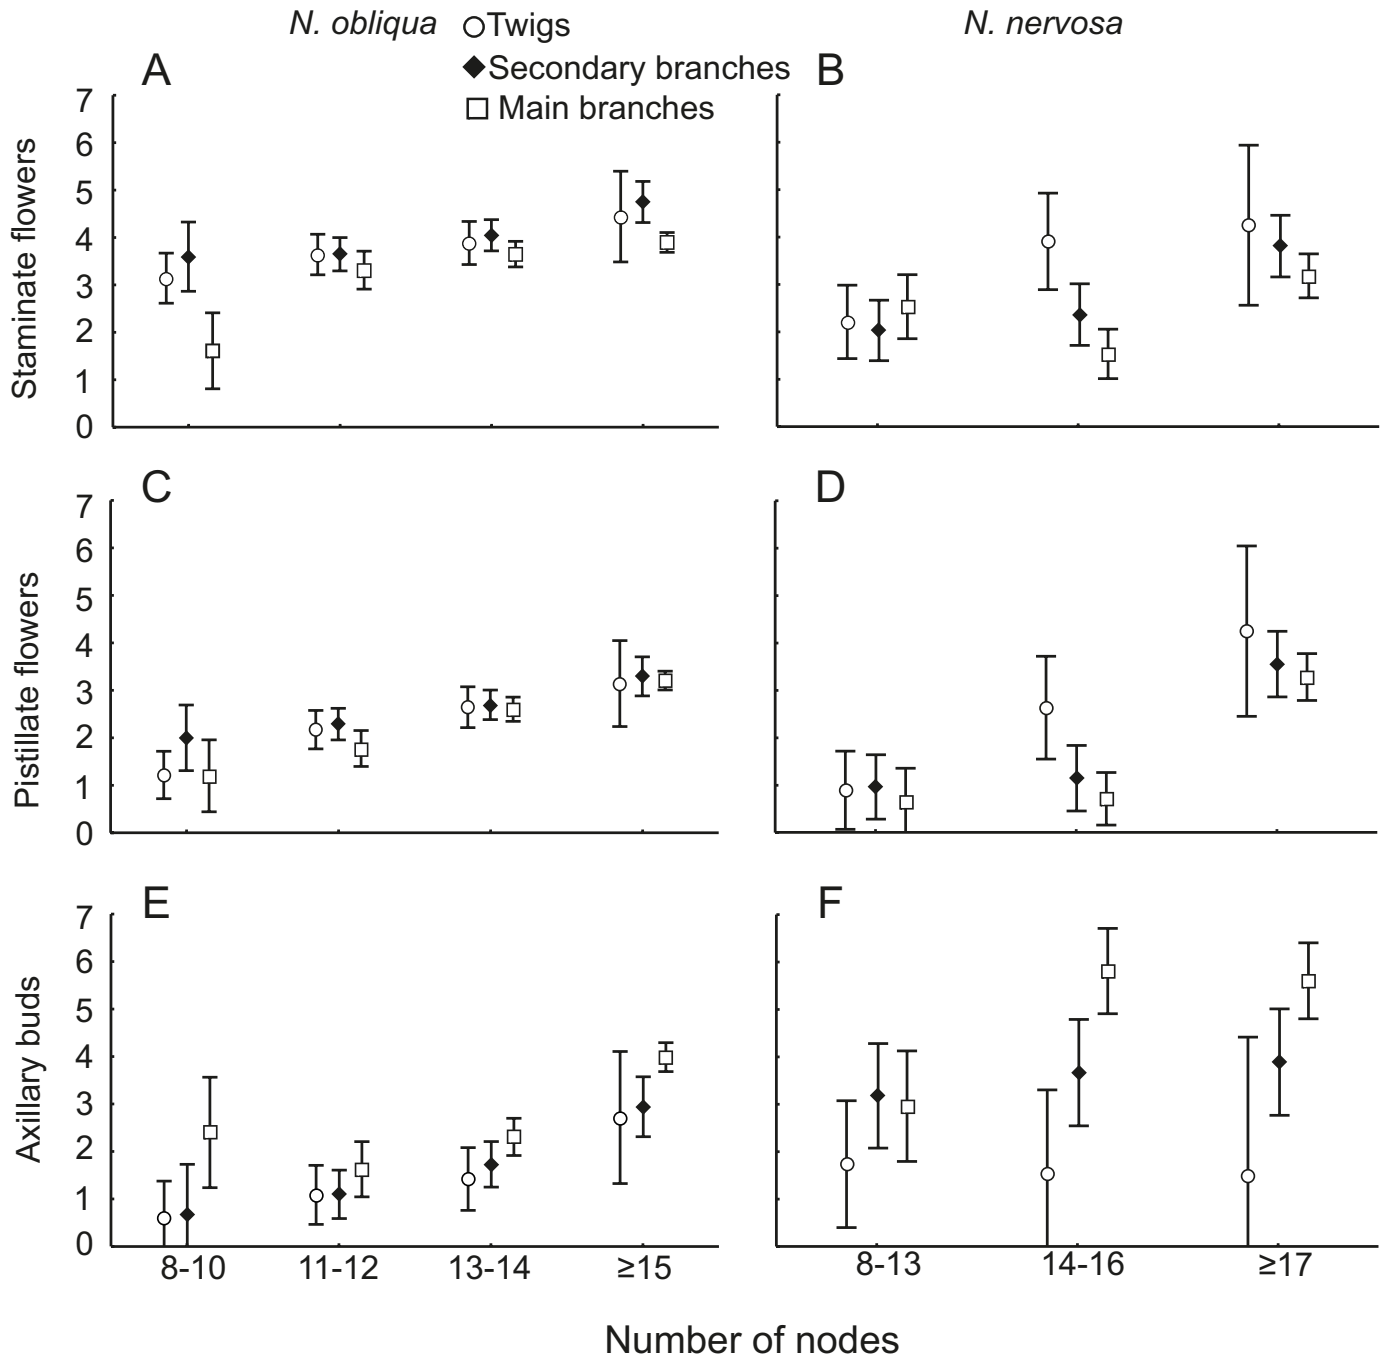 N. obliqua
Twigs
Secondary branches
Main branches
N. nervosa
A
B
Staminate flowers
7
6
5
4
3
2
1
0
C
D
Pistillate flowers
7
6
5
4
3
2
1
0
E
F
Axillary buds
7
6
5
4
3
2
1
0
8-10 11-12 13-14 ≥15
8-13 14-16 ≥17
Number of nodes